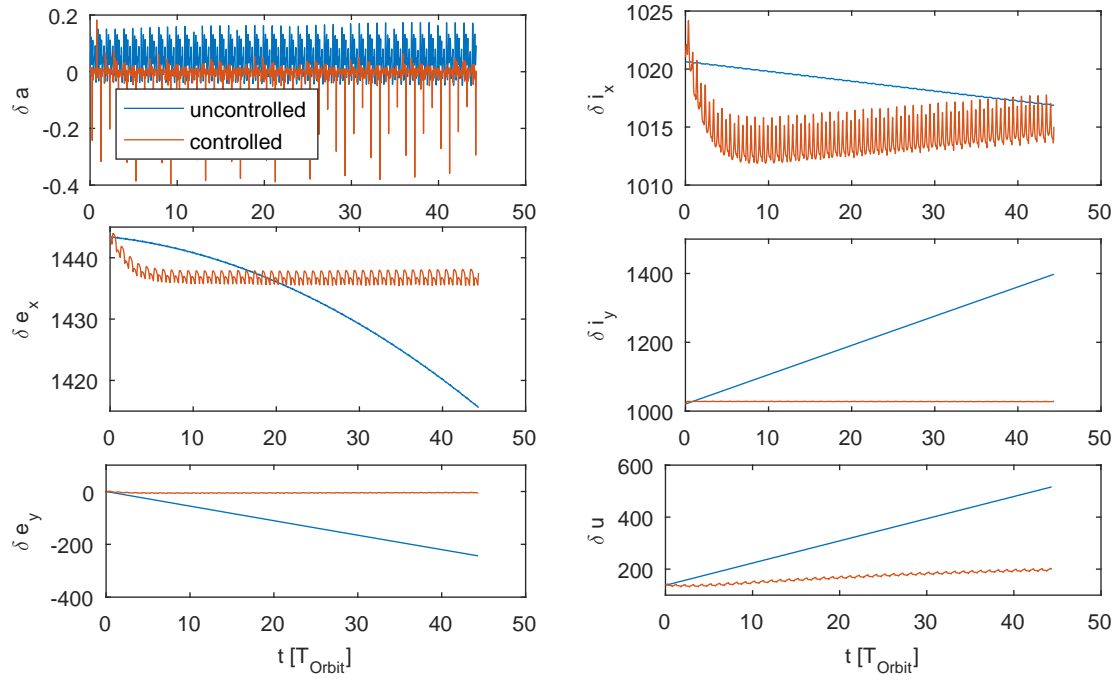 0.2
0
-0.2
-0.4
δ a
uncontrolled
controlled
0 10 20 30 40 50
1025
1020
1015
1010
δ i_x
0 10 20 30 40 50
1440
1430
1420
δ e_x
0 10 20 30 40 50
1400
1200
1000
δ i_y
0 10 20 30 40 50
0
-200
-400
δ e_y
0 10 20 30 40 50
t [T_Orbit]
600
400
200
δ u
0 10 20 30 40 50
t [T_Orbit]